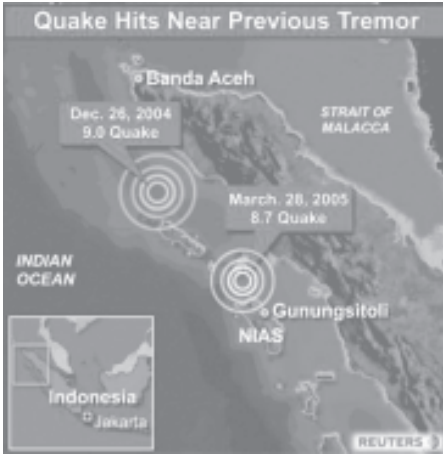 Quake Hits Near Previous Tremor
Banda Aceh
Dec. 26, 2004
9.0 Quake
STRAIT OF
MALACCA
March. 28, 2005
8.7 Quake
INDIAN
OCEAN
Gunungsitoli
NIAS
Indonesia
Jakarta
REUTERS